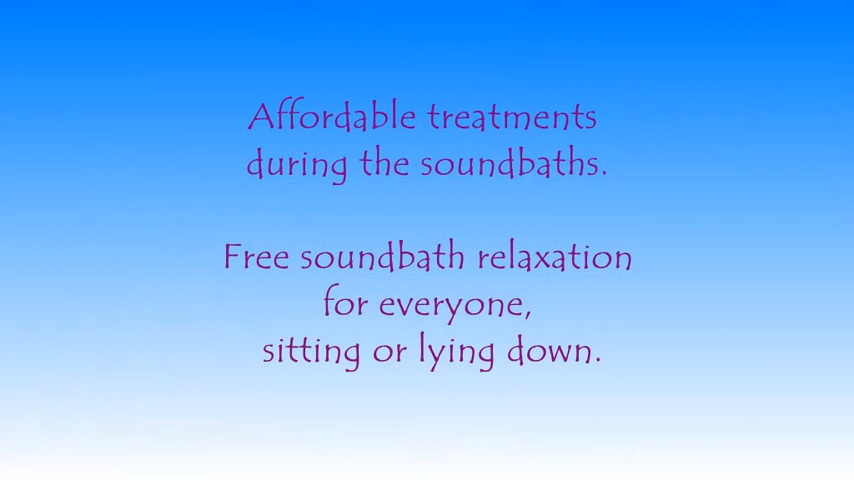 Affordable treatments
during the soundbaths.
Free soundbath relaxation
for everyone,
sitting or lying down.